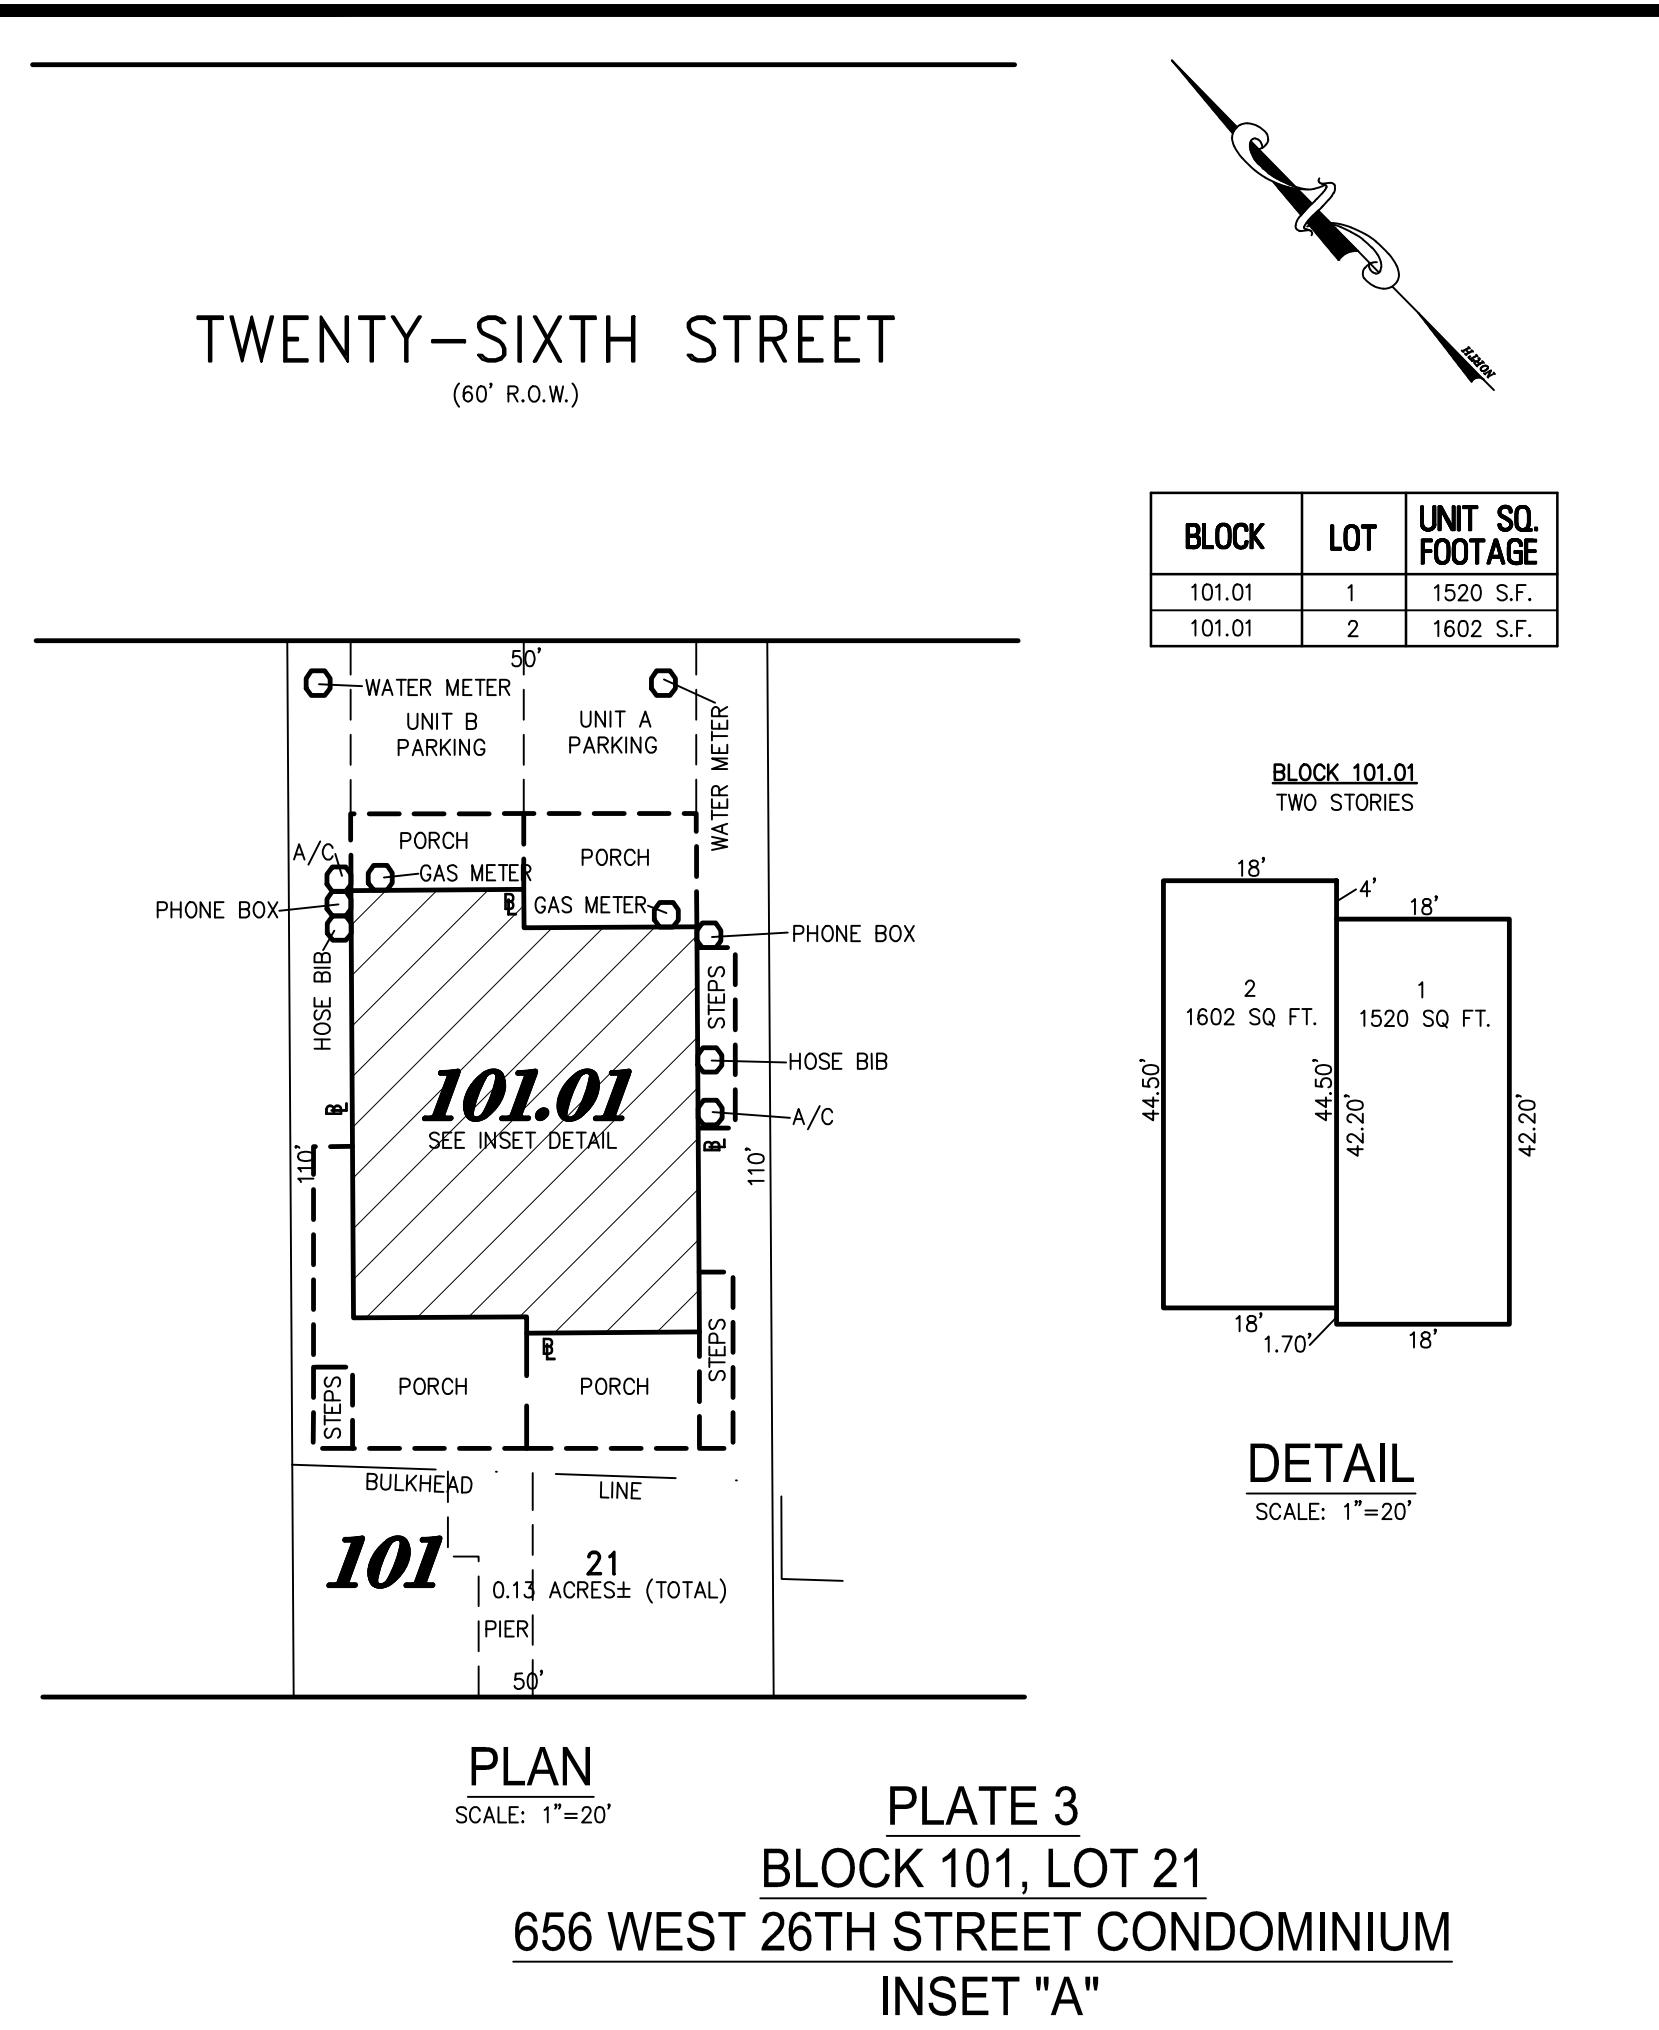 NORTH
TWENTY-SIXTH STREET
(60' R.O.W.)
BLOCK LOT UNIT SQ. FOOTAGE
101.01 1 1520 S.F.
101.01 2 1602 S.F.
50'
WATER METER
UNIT B
PARKING
UNIT A
PARKING
WATER METER
PORCH
PORCH
A/C
GAS METER
BL
GAS METER
PHONE BOX
PHONE BOX
HOSE BIB
STEPS
HOSE BIB
A/C
101.01
SEE INSET DETAIL
BL
BL
110'
110'
BL
STEPS
STEPS
PORCH
PORCH
BULKHEAD
LINE
101
21
0.13 ACRES± (TOTAL)
PIER
50'
PLAN
SCALE: 1"=20'
BLOCK 101.01
TWO STORIES
18'
4'
18'
2
1602 SQ FT.
1
1520 SQ FT.
44.50'
44.50'
42.20'
42.20'
18'
1.70'
18'
DETAIL
SCALE: 1"=20'
PLATE 3
BLOCK 101, LOT 21
656 WEST 26TH STREET CONDOMINIUM
INSET "A"